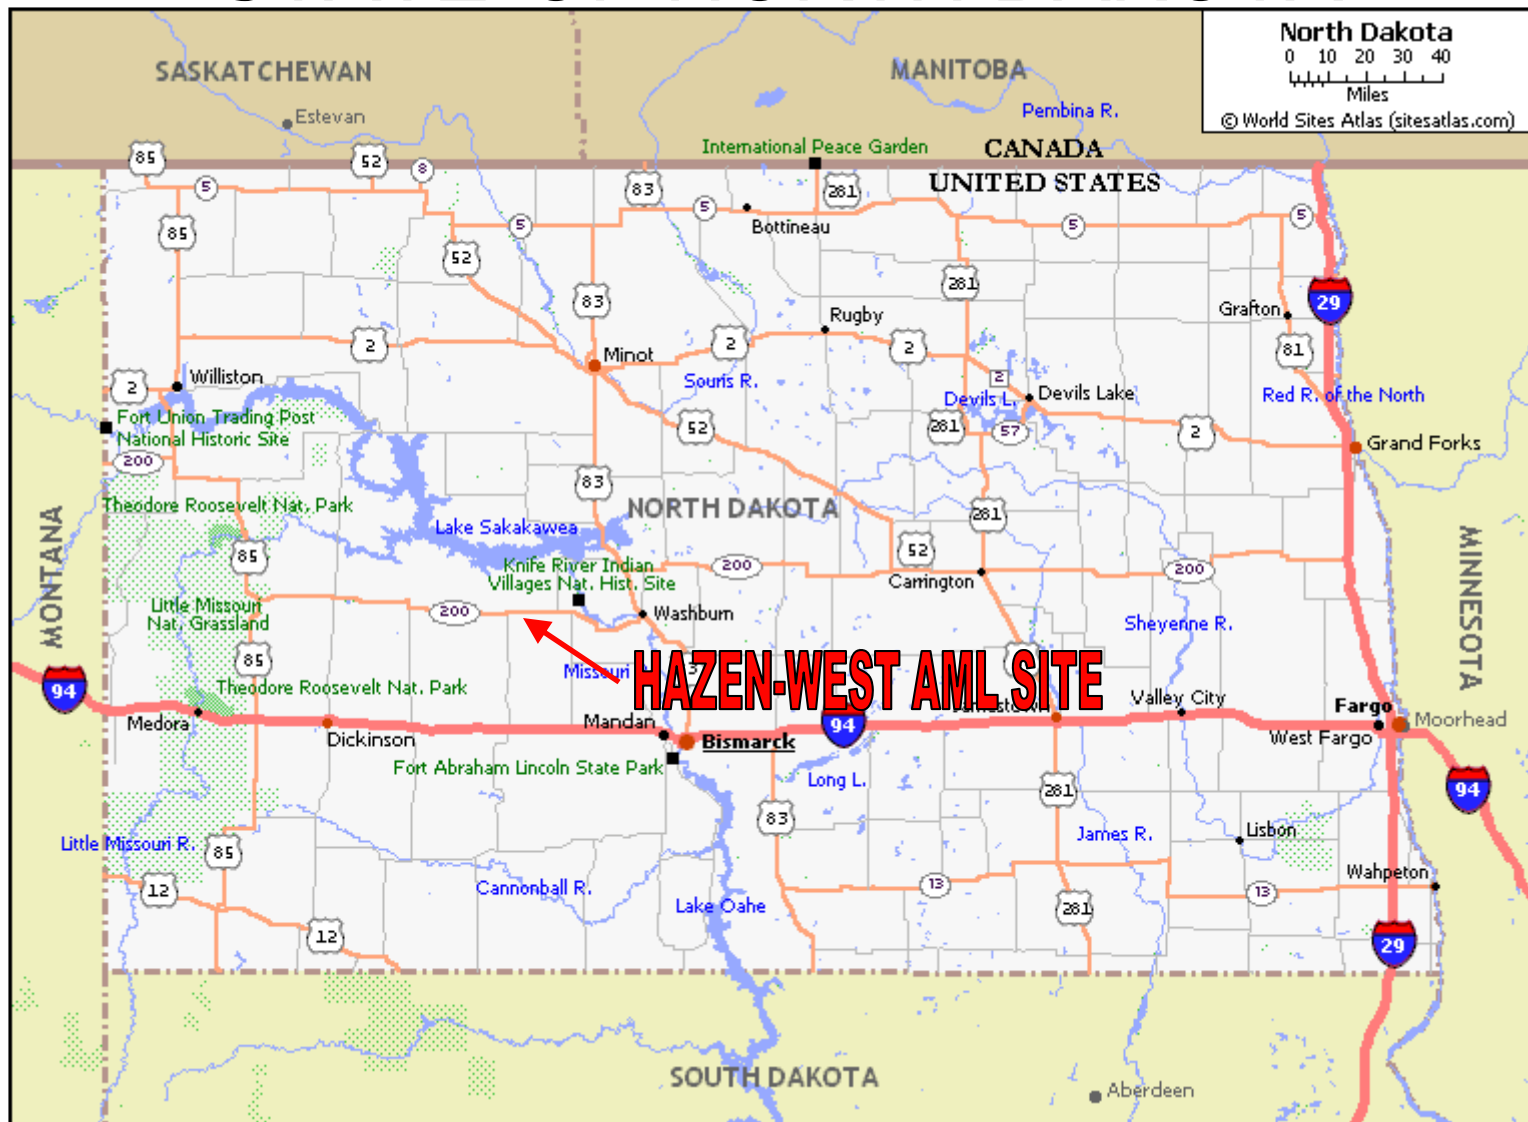 North Dakota
0 10 20 30 40
Miles
© World Sites Atlas (sitesatlas.com)
SASKATCHEWAN
MANITOBA
Estevan
Pembina R.
International Peace Garden
CANADA
UNITED STATES
85
52
8
5
83
281
5
5
5
5
Bottineau
85
52
83
281
29
Grafton
81
Rugby
2
2
2
Minot
Souris R.
2
Williston
2
Devils Lake
Devils L.
Red R. of the North
Fort Union Trading Post
National Historic Site
200
52
281
57
2
Grand Forks
83
Theodore Roosevelt Nat. Park
NORTH DAKOTA
Lake Sakakawea
281
MONTANA
MINNESOTA
85
52
Knife River Indian
Villages Nat. Hist. Site
200
Carrington
200
Little Missouri
Nat. Grassland
200
Washburn
Sheyenne R.
85
Missouri
HAZEN-WEST AML SITE
94
Theodore Roosevelt Nat. Park
Medora
Dickinson
Mandan
Bismarck
94
Jamestown
Valley City
Fargo
West Fargo
Moorhead
Fort Abraham Lincoln State Park
Long L.
281
94
83
James R.
Lisbon
Little Missouri R.
85
12
Cannonball R.
13
13
Wahpeton
Lake Oahe
281
12
29
SOUTH DAKOTA
Aberdeen